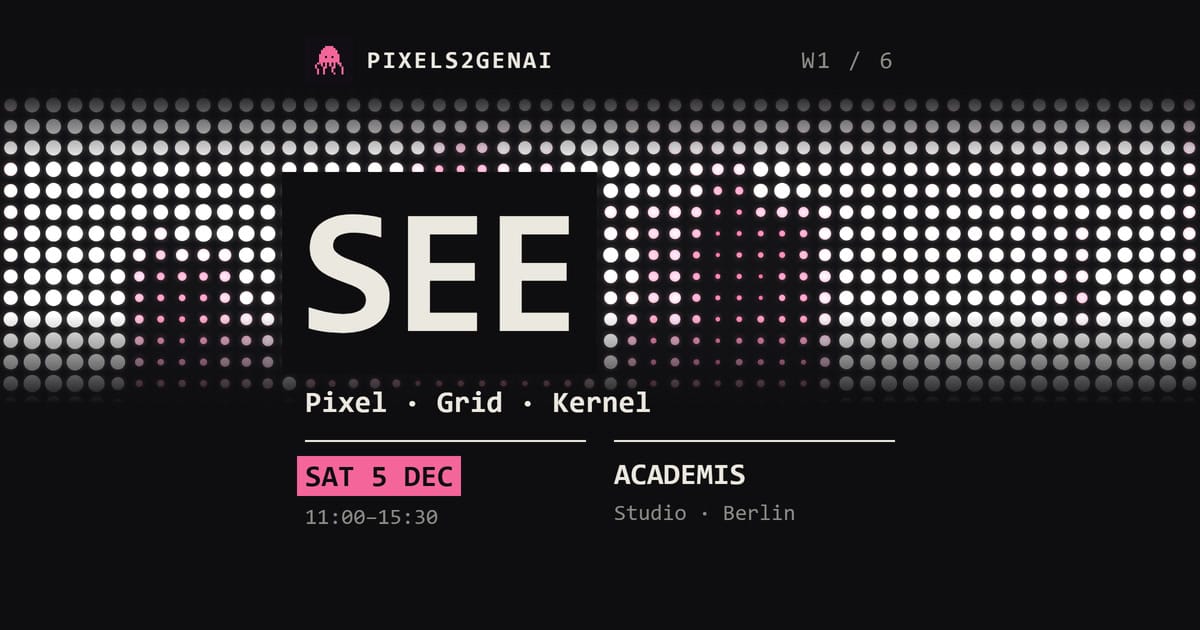 PIXELS2GENAI
W1 / 6
SEE
Pixel · Grid · Kernel
SAT 5 DEC
11:00–15:30
ACADEMIS
Studio · Berlin